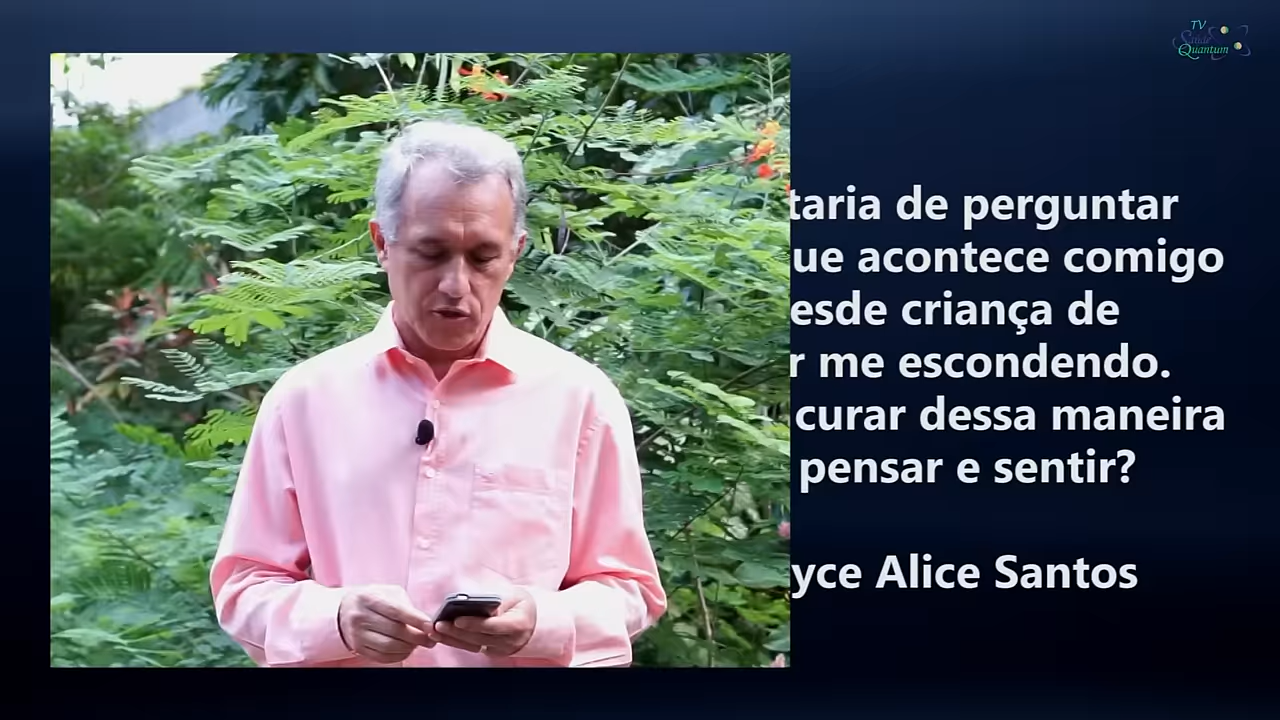 TV
Saúde
Quantum
taria de perguntar
ue acontece comigo
esde criança de
r me escondendo.
curar dessa maneira
pensar e sentir?
yce Alice Santos